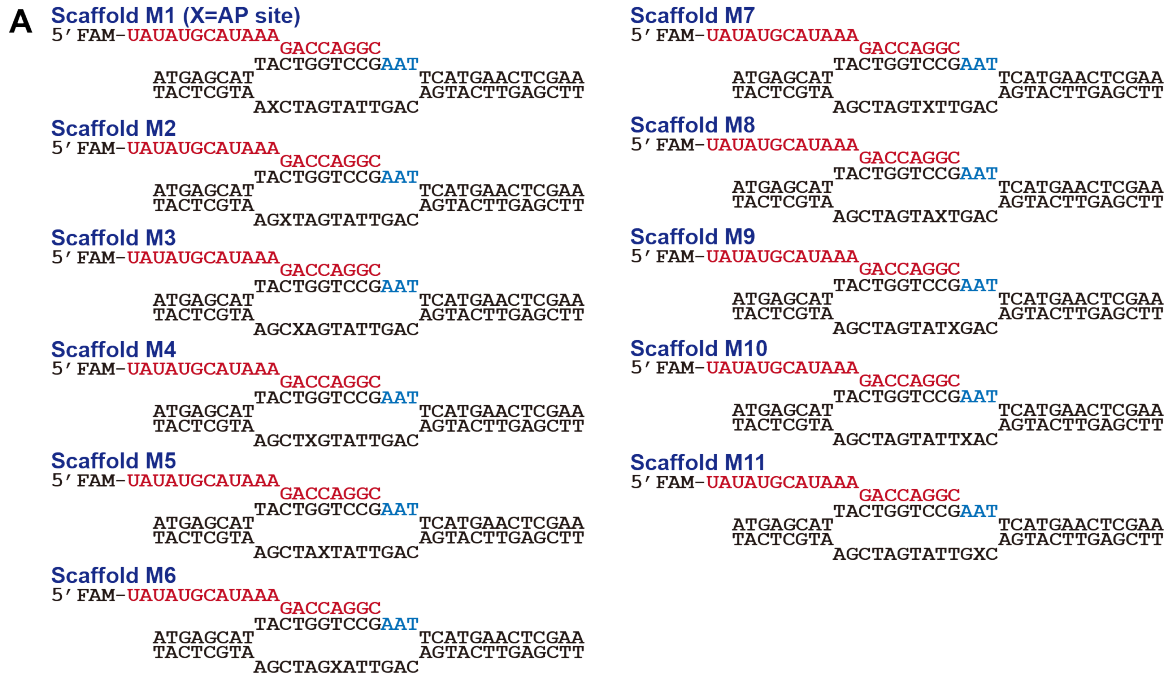 A
Scaffold M1 (X=AP site)
5′FAM-UAUAUGCAUAAA
GACCAGGC
TACTGGTCCGAAT
ATGAGCAT TCATGAACTCGAA
TACTCGTA AGTACTTGAGCTT
AXCTAGTATTGAC
Scaffold M2
5′FAM-UAUAUGCAUAAA
GACCAGGC
TACTGGTCCGAAT
ATGAGCAT TCATGAACTCGAA
TACTCGTA AGTACTTGAGCTT
AGXTAGTATTGAC
Scaffold M3
5′FAM-UAUAUGCAUAAA
GACCAGGC
TACTGGTCCGAAT
ATGAGCAT TCATGAACTCGAA
TACTCGTA AGTACTTGAGCTT
AGCXAGTATTGAC
Scaffold M4
5′FAM-UAUAUGCAUAAA
GACCAGGC
TACTGGTCCGAAT
ATGAGCAT TCATGAACTCGAA
TACTCGTA AGTACTTGAGCTT
AGCTXGTATTGAC
Scaffold M5
5′FAM-UAUAUGCAUAAA
GACCAGGC
TACTGGTCCGAAT
ATGAGCAT TCATGAACTCGAA
TACTCGTA AGTACTTGAGCTT
AGCTAXTATTGAC
Scaffold M6
5′FAM-UAUAUGCAUAAA
GACCAGGC
TACTGGTCCGAAT
ATGAGCAT TCATGAACTCGAA
TACTCGTA AGTACTTGAGCTT
AGCTAGXATTGAC
Scaffold M7
5′FAM-UAUAUGCAUAAA
GACCAGGC
TACTGGTCCGAAT
ATGAGCAT TCATGAACTCGAA
TACTCGTA AGTACTTGAGCTT
AGCTAGTXTTGAC
Scaffold M8
5′FAM-UAUAUGCAUAAA
GACCAGGC
TACTGGTCCGAAT
ATGAGCAT TCATGAACTCGAA
TACTCGTA AGTACTTGAGCTT
AGCTAGTAXTGAC
Scaffold M9
5′FAM-UAUAUGCAUAAA
GACCAGGC
TACTGGTCCGAAT
ATGAGCAT TCATGAACTCGAA
TACTCGTA AGTACTTGAGCTT
AGCTAGTATXGAC
Scaffold M10
5′FAM-UAUAUGCAUAAA
GACCAGGC
TACTGGTCCGAAT
ATGAGCAT TCATGAACTCGAA
TACTCGTA AGTACTTGAGCTT
AGCTAGTATTXAC
Scaffold M11
5′FAM-UAUAUGCAUAAA
GACCAGGC
TACTGGTCCGAAT
ATGAGCAT TCATGAACTCGAA
TACTCGTA AGTACTTGAGCTT
AGCTAGTATTGXC